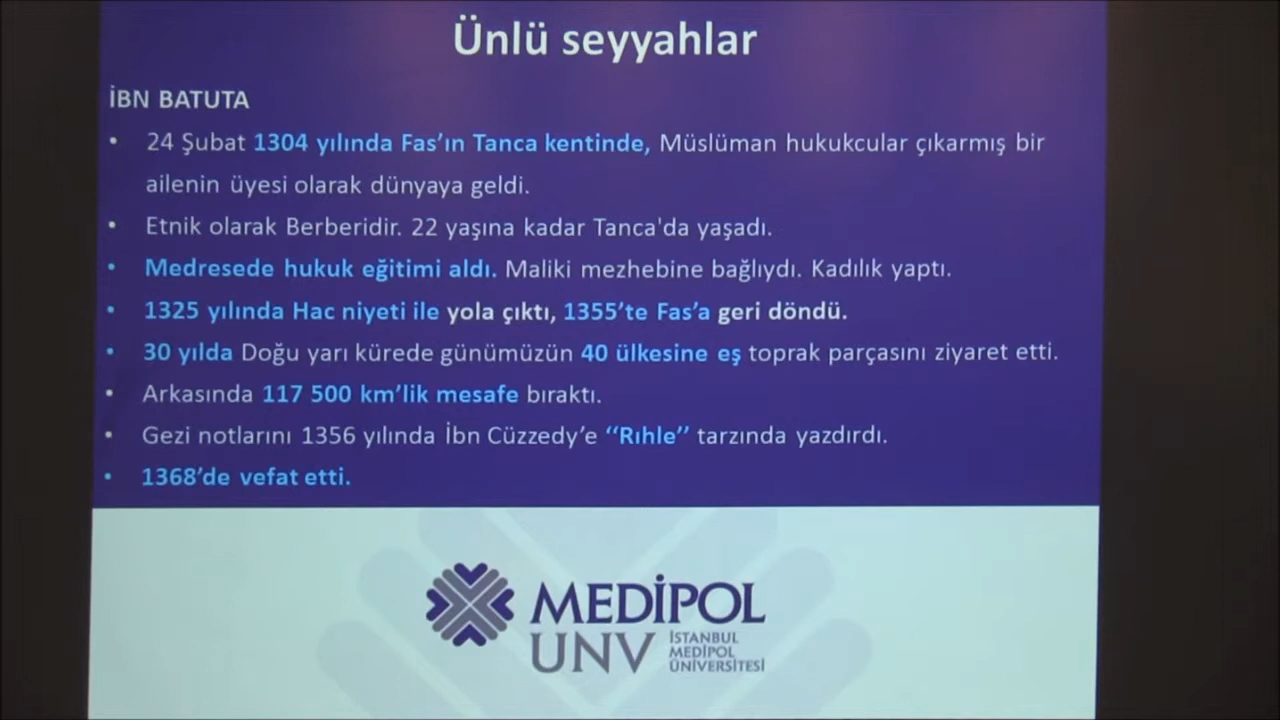 Ünlü seyyahlar
İBN BATUTA
• 24 Şubat 1304 yılında Fas’ın Tanca kentinde, Müslüman hukukcular çıkarmış bir
ailenin üyesi olarak dünyaya geldi.
• Etnik olarak Berberidir. 22 yaşına kadar Tanca'da yaşadı.
• Medresede hukuk eğitimi aldı. Maliki mezhebine bağlıydı. Kadılık yaptı.
• 1325 yılında Hac niyeti ile yola çıktı, 1355’te Fas’a geri döndü.
• 30 yılda Doğu yarı kürede günümüzün 40 ülkesine eş toprak parçasını ziyaret etti.
• Arkasında 117 500 km’lik mesafe bıraktı.
• Gezi notlarını 1356 yılında İbn Cüzzedy’e ‘‘Rıhle’’ tarzında yazdırdı.
• 1368’de vefat etti.
MEDİPOL
UNV
İSTANBUL
MEDİPOL
ÜNİVERSİTESİ